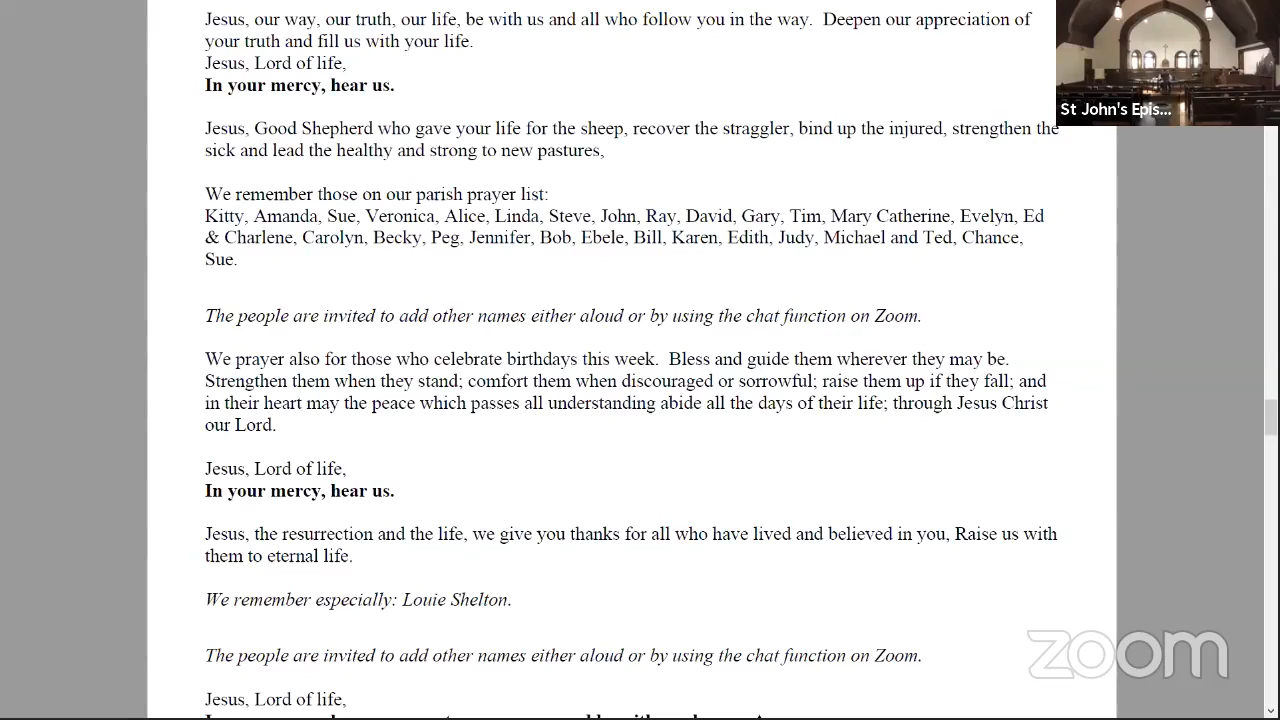 Jesus, our way, our truth, our life, be with us and all who follow you in the way.  Deepen our appreciation of
your truth and fill us with your life.
Jesus, Lord of life,
In your mercy, hear us.
Jesus, Good Shepherd who gave your life for the sheep, recover the straggler, bind up the injured, strengthen the
sick and lead the healthy and strong to new pastures,
We remember those on our parish prayer list:
Kitty, Amanda, Sue, Veronica, Alice, Linda, Steve, John, Ray, David, Gary, Tim, Mary Catherine, Evelyn, Ed
& Charlene, Carolyn, Becky, Peg, Jennifer, Bob, Ebele, Bill, Karen, Edith, Judy, Michael and Ted, Chance,
Sue.
The people are invited to add other names either aloud or by using the chat function on Zoom.
We prayer also for those who celebrate birthdays this week.  Bless and guide them wherever they may be.
Strengthen them when they stand; comfort them when discouraged or sorrowful; raise them up if they fall; and
in their heart may the peace which passes all understanding abide all the days of their life; through Jesus Christ
our Lord.
Jesus, Lord of life,
In your mercy, hear us.
Jesus, the resurrection and the life, we give you thanks for all who have lived and believed in you, Raise us with
them to eternal life.
We remember especially: Louie Shelton.
The people are invited to add other names either aloud or by using the chat function on Zoom.
Jesus, Lord of life,
St John's Epis...
zoom